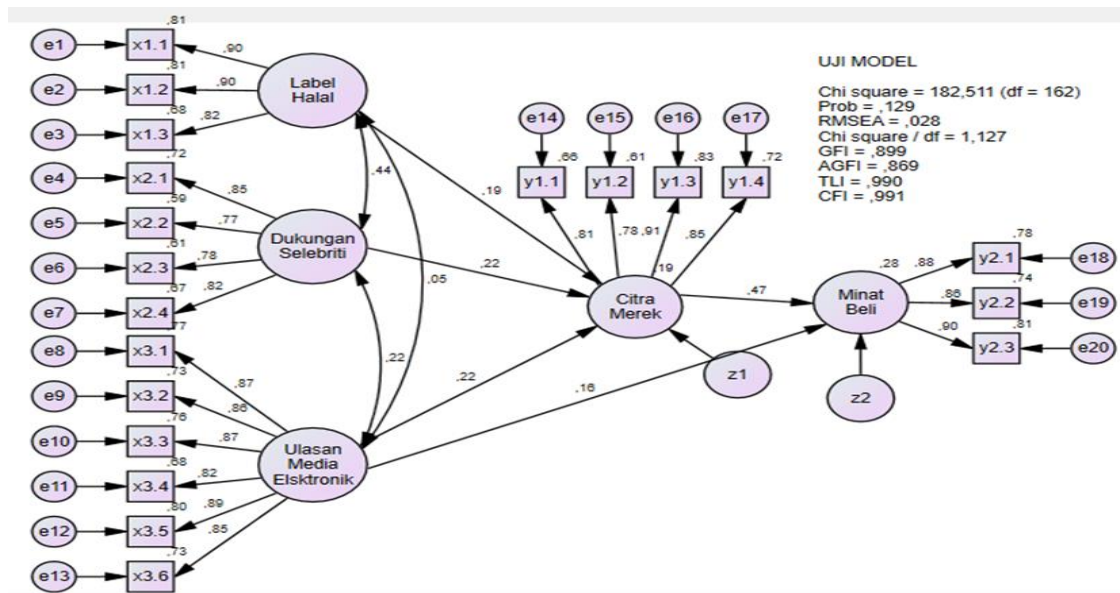 UJI MODEL
Chi square = 182,511 (df = 162)
Prob = ,129
RMSEA = ,028
Chi square / df = 1,127
GFI = ,899
AGFI = ,869
TLI = ,990
CFI = ,991
e1 x1.1 ,81 ,90
e2 x1.2 ,81 ,90
e3 x1.3 ,68 ,82
Label
Halal
e4 x2.1 ,72 ,85
e5 x2.2 ,59 ,77
e6 x2.3 ,61 ,78
e7 x2.4 ,67 ,82
Dukungan
Selebriti
e8 x3.1 ,77 ,87
e9 x3.2 ,73 ,86
e10 x3.3 ,76 ,87
e11 x3.4 ,68 ,82
e12 x3.5 ,80 ,89
e13 x3.6 ,73 ,85
Ulasan
Media
Elsktronik
,44
,05
,22
,19
,22
,22
,16
e14 e15 e16 e17
,66 ,61 ,83 ,72
y1.1 y1.2 y1.3 y1.4
,81 ,78 ,91 ,85
,19
Citra
Merek
z1
,47
,28
Minat
Beli
z2
,88 y2.1 ,78 e18
,86 y2.2 ,74 e19
,90 y2.3 ,81 e20